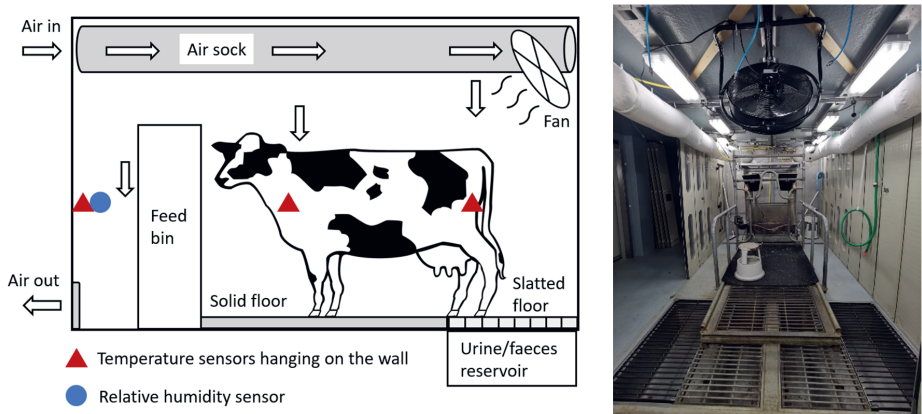 Air in
Air sock
Fan
Feed
bin
Air out
Solid floor
Slatted
floor
Urine/faeces
reservoir
Temperature sensors hanging on the wall
Relative humidity sensor